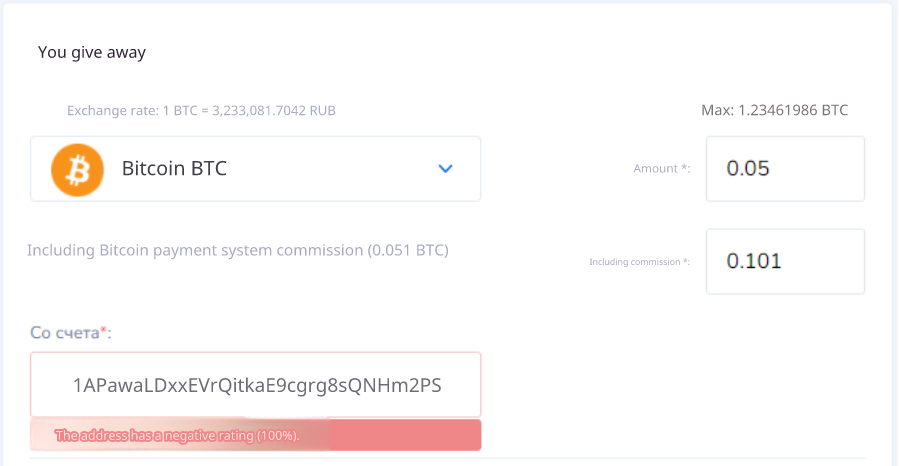 You give away
Exchange rate: 1 BTC = 3,233,081.7042 RUB
Max: 1.23461986 BTC
Bitcoin BTC
Amount *:
0.05
Including Bitcoin payment system commission (0.051 BTC)
Including commission *:
0.101
Со счета*:
1APawaLDxxEVrQitkaE9cgrg8sQNHm2PS
The address has a negative rating (100%).